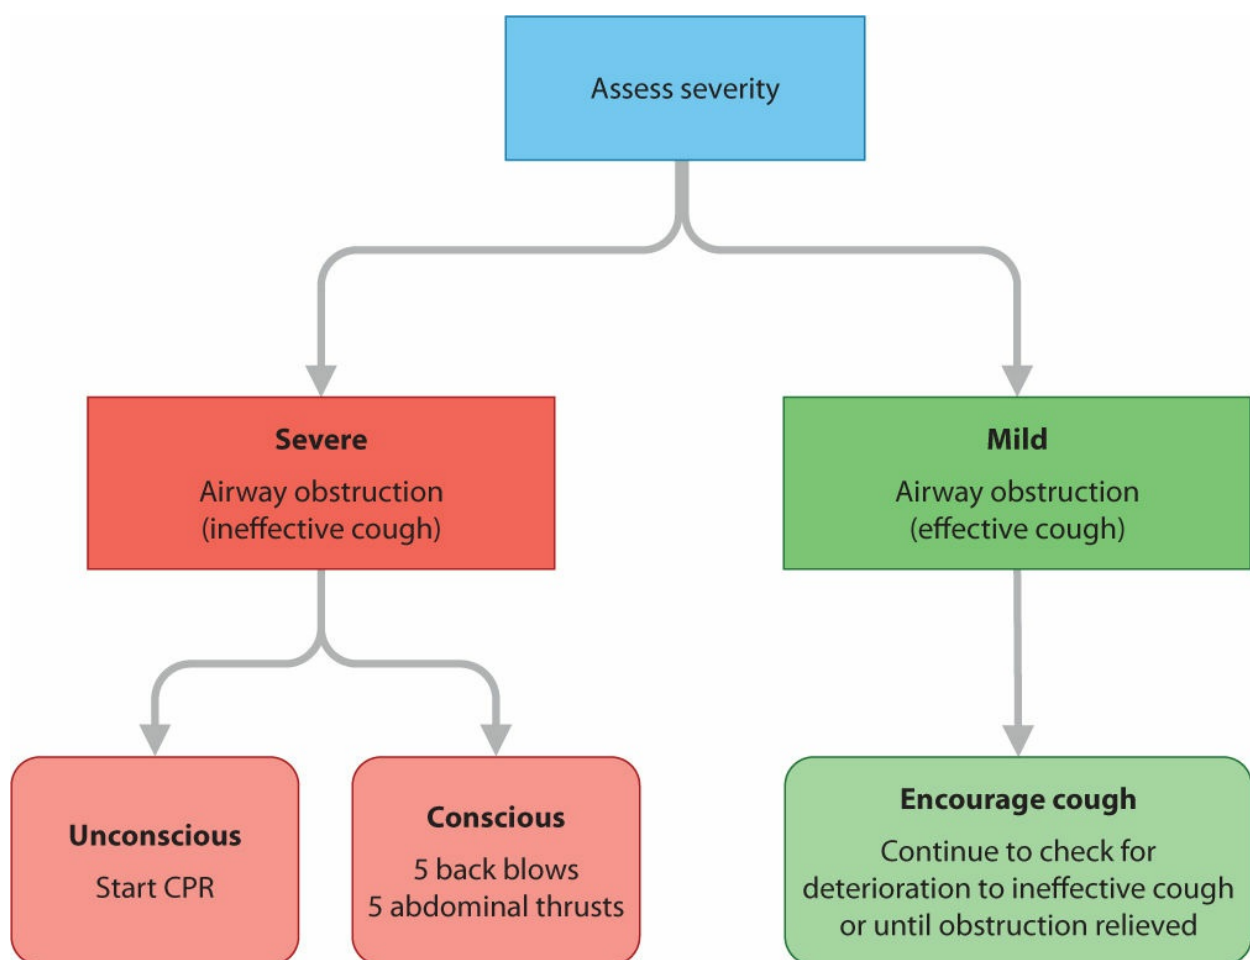 Assess severity
Severe
Airway obstruction
(ineffective cough)
Mild
Airway obstruction
(effective cough)
Unconscious
Start CPR
Conscious
5 back blows
5 abdominal thrusts
Encourage cough
Continue to check for
deterioration to ineffective cough
or until obstruction relieved